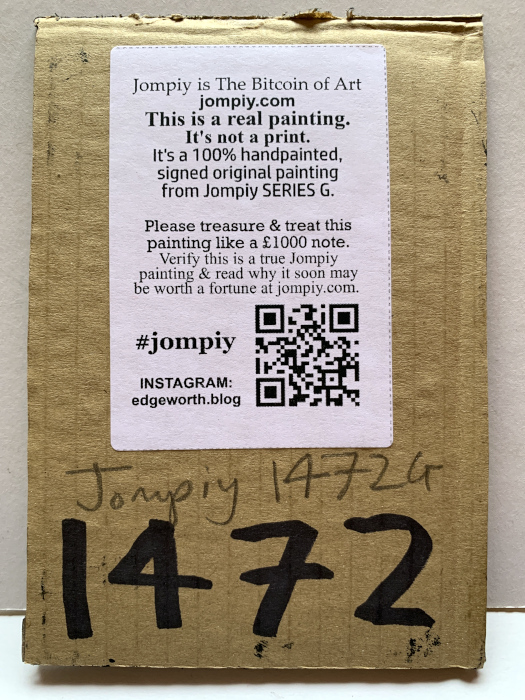 Jompiy is The Bitcoin of Art
jompiy.com
This is a real painting.
It's not a print.
It's a 100% handpainted,
signed original painting
from Jompiy SERIES G.
Please treasure & treat this
painting like a £1000 note.
Verify this is a true Jompiy
painting & read why it soon may
be worth a fortune at jompiy.com.
#jompiy
INSTAGRAM:
edgeworth.blog
Jompiy 1472G
1472